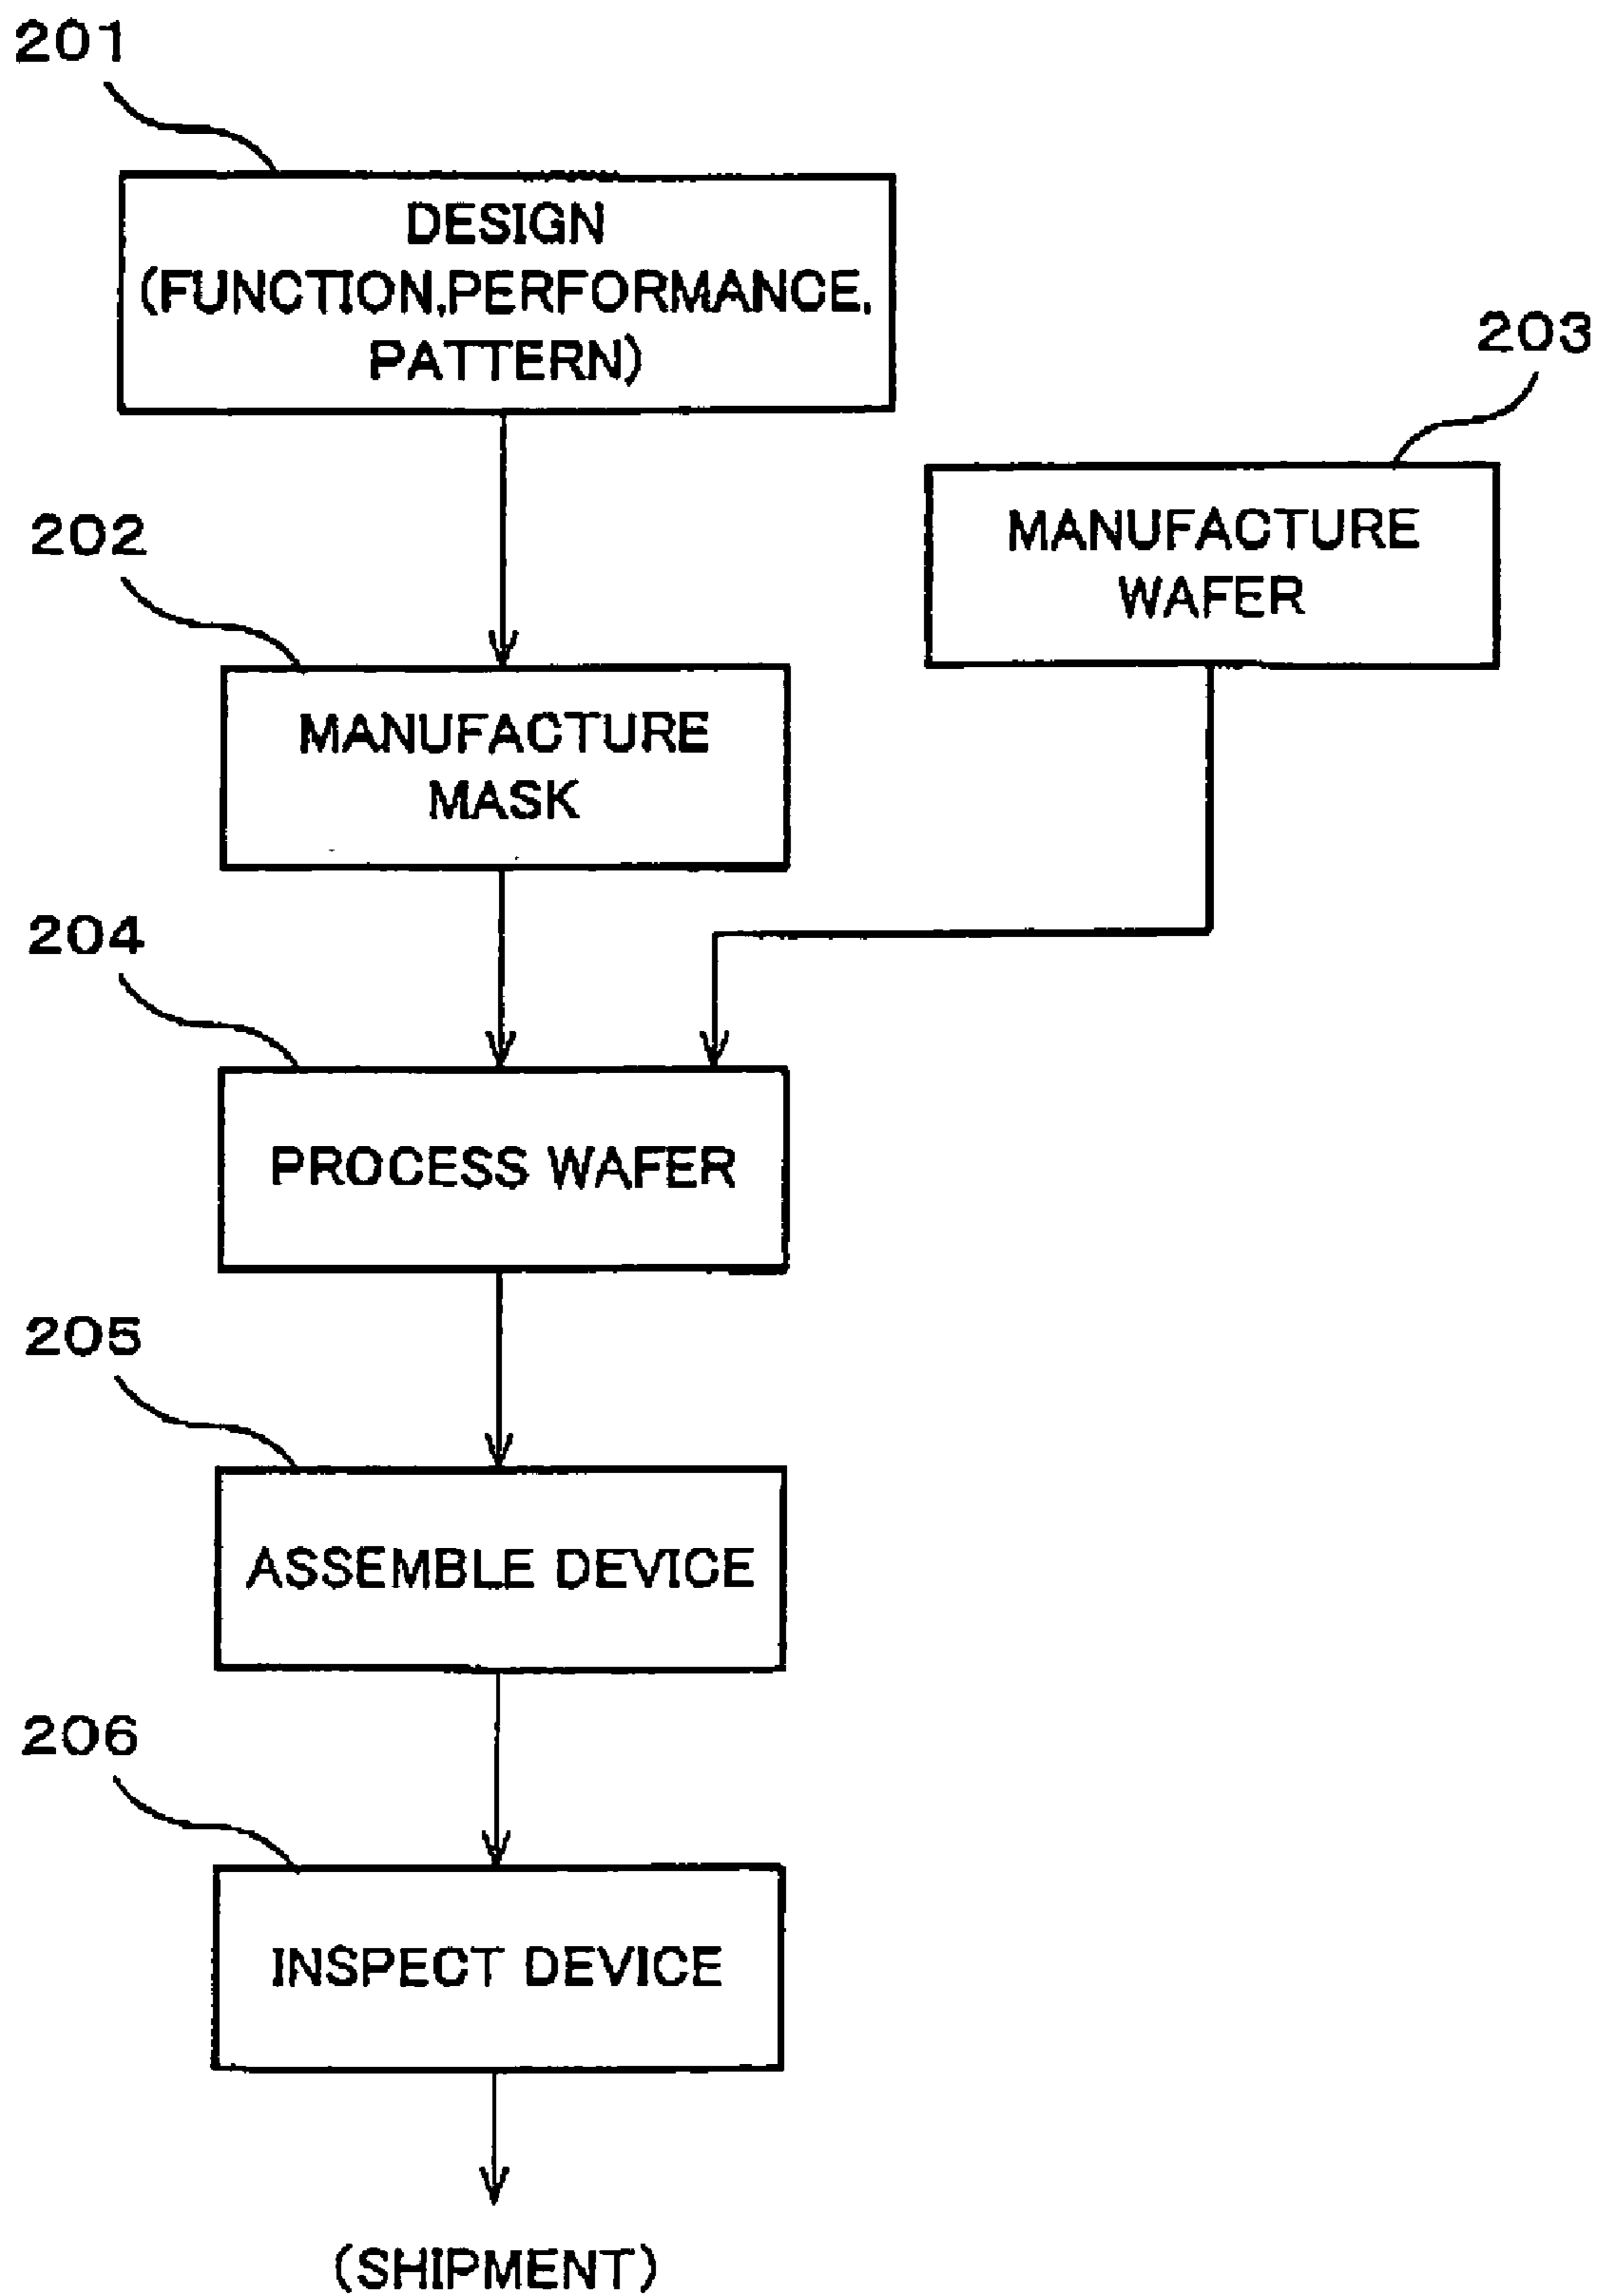 201
DESIGN
(FUNCTION,PERFORMANCE,
PATTERN)
203
MANUFACTURE
WAFER
202
MANUFACTURE
MASK
204
PROCESS WAFER
205
ASSEMBLE DEVICE
206
INSPECT DEVICE
(SHIPMENT)